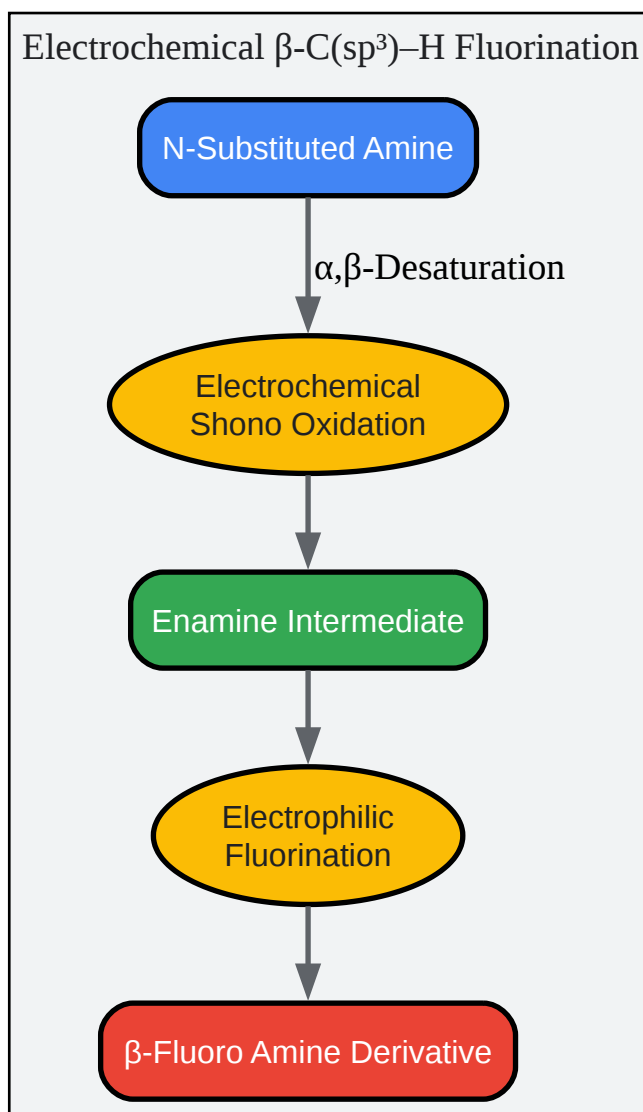 Electrochemical β-C(sp³)–H Fluorination
N-Substituted Amine
α,β-Desaturation
Electrochemical
Shono Oxidation
Enamine Intermediate
Electrophilic
Fluorination
β-Fluoro Amine Derivative